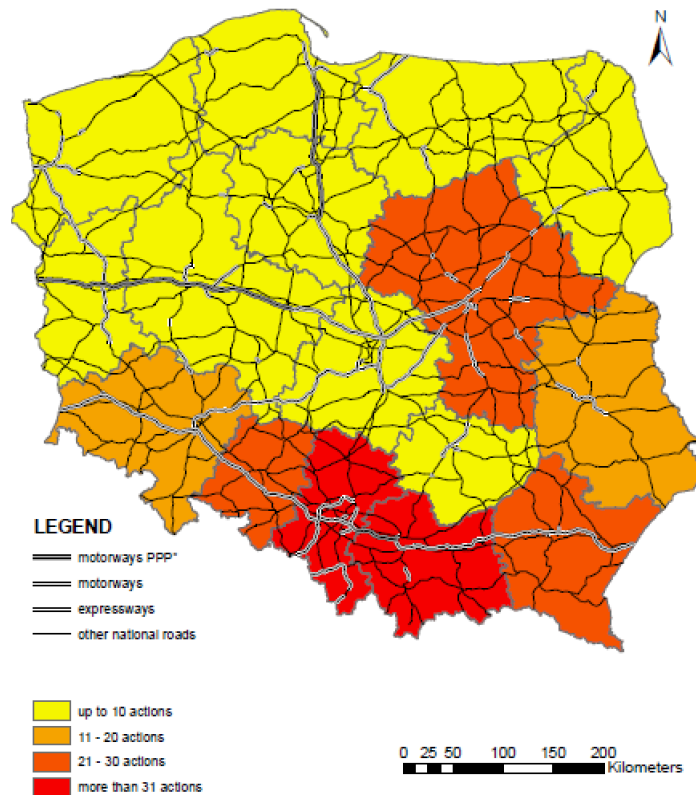 N
LEGEND
motorways PPP*
motorways
expressways
other national roads
up to 10 actions
11 - 20 actions
21 - 30 actions
more than 31 actions
0 25 50 100 150 200
Kilometers